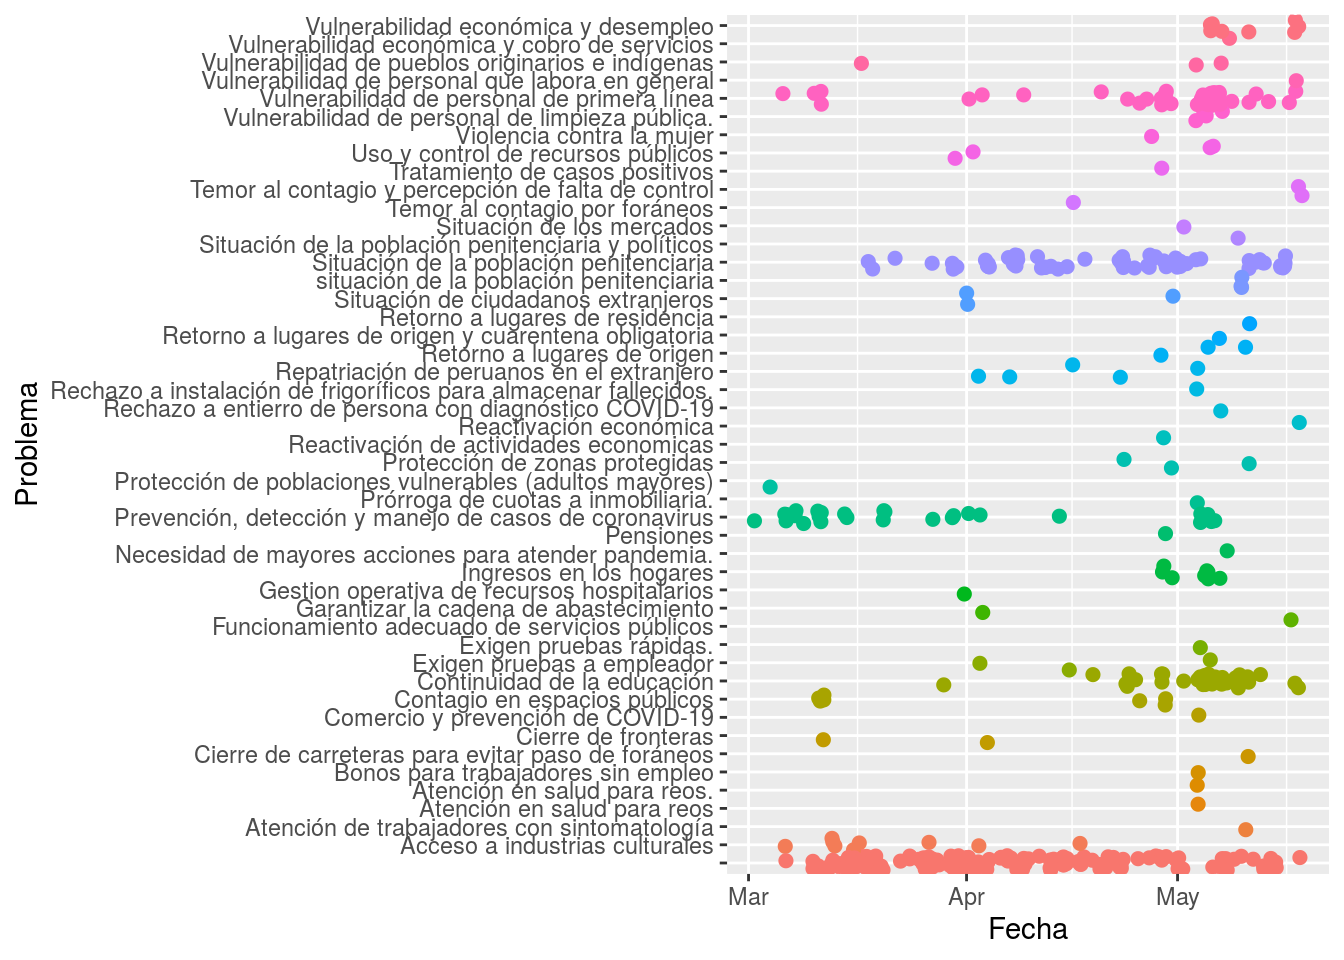 Vulnerabilidad económica y desempleo
Vulnerabilidad económica y cobro de servicios
Vulnerabilidad de pueblos originarios e indígenas
Vulnerabilidad de personal que labora en general
Vulnerabilidad de personal de primera línea
Vulnerabilidad de personal de limpieza pública.
Violencia contra la mujer
Uso y control de recursos públicos
Tratamiento de casos positivos
Temor al contagio y percepción de falta de control
Temor al contagio por foráneos
Situación de los mercados
Situación de la población penitenciaria y políticos
Situación de la población penitenciaria
situación de la población penitenciaria
Situación de ciudadanos extranjeros
Retorno a lugares de residencia
Retorno a lugares de origen y cuarentena obligatoria
Retorno a lugares de origen
Repatriación de peruanos en el extranjero
Rechazo a instalación de frigoríficos para almacenar fallecidos.
Rechazo a entierro de persona con diagnóstico COVID-19
Reactivación económica
Reactivación de actividades economicas
Protección de zonas protegidas
Protección de poblaciones vulnerables (adultos mayores)
Prórroga de cuotas a inmobiliaria.
Prevención, detección y manejo de casos de coronavirus
Pensiones
Necesidad de mayores acciones para atender pandemia.
Ingresos en los hogares
Gestion operativa de recursos hospitalarios
Garantizar la cadena de abastecimiento
Funcionamiento adecuado de servicios públicos
Exigen pruebas rápidas.
Exigen pruebas a empleador
Continuidad de la educación
Contagio en espacios públicos
Comercio y prevención de COVID-19
Cierre de fronteras
Cierre de carreteras para evitar paso de foráneos
Bonos para trabajadores sin empleo
Atención en salud para reos.
Atención en salud para reos
Atención de trabajadores con sintomatología
Acceso a industrias culturales
Problema
Mar Apr May
Fecha